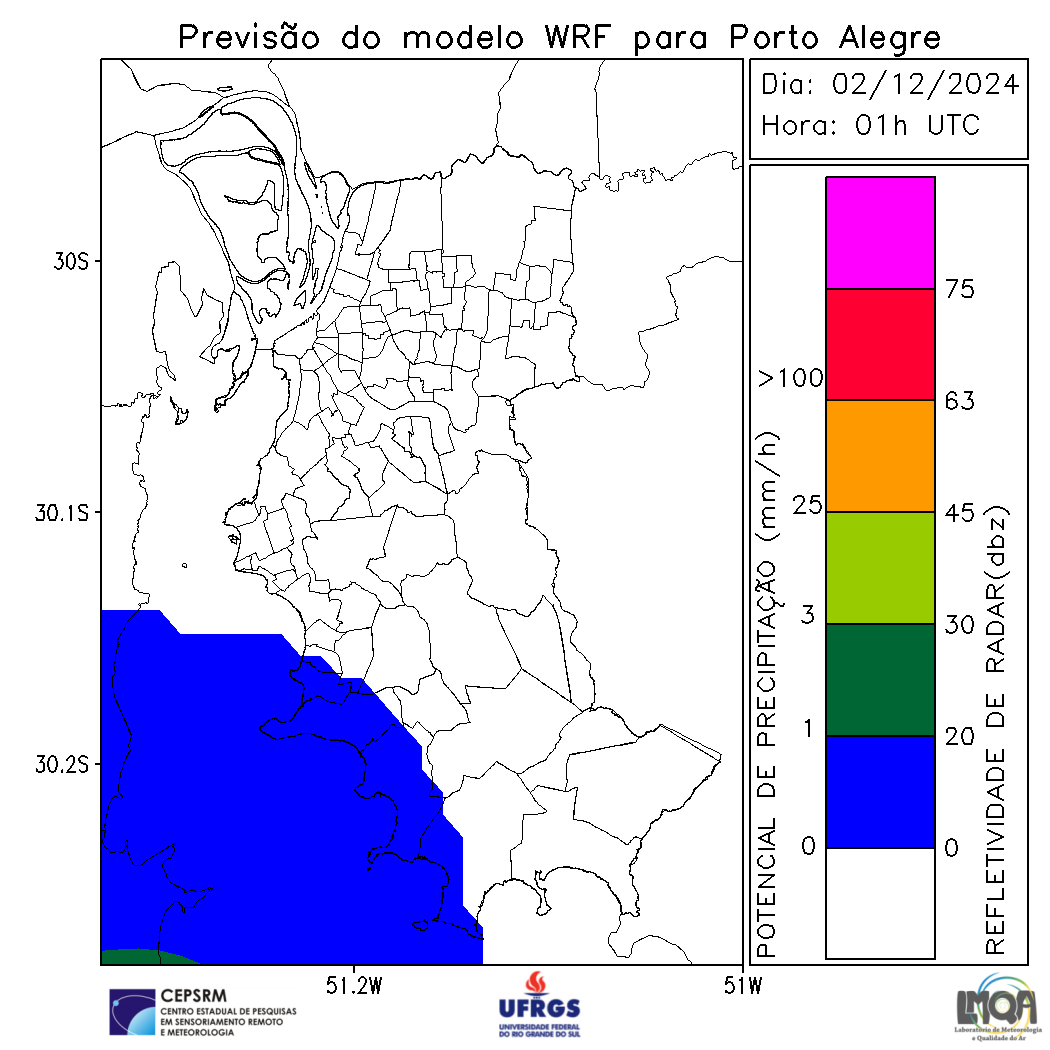 Previsão do modelo WRF para Porto Alegre
Dia: 02/12/2024
Hora: 01h UTC
30S
30.1S
30.2S
51.2W
51W
POTENCIAL DE PRECIPITAÇÃO (mm/h)
>100
25
3
1
0
75
63
45
30
20
0
REFLETIVIDADE DE RADAR(dbz)
CEPSRM
CENTRO ESTADUAL DE PESQUISAS
EM SENSORIAMENTO REMOTO
E METEOROLOGIA
UFRGS
UNIVERSIDADE FEDERAL
DO RIO GRANDE DO SUL
LMQA
Laboratório de Meteorologia
e Qualidade do Ar